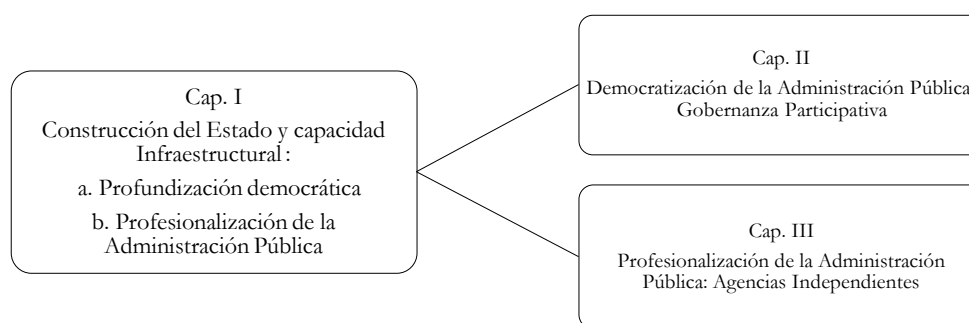 Cap. I
Construcción del Estado y capacidad
Infraestructural :
a. Profundización democrática
b. Profesionalización de la
Administración Pública
Cap. II
Democratización de la Administración Pública
Gobernanza Participativa
Cap. III
Profesionalización de la Administración
Pública: Agencias Independientes